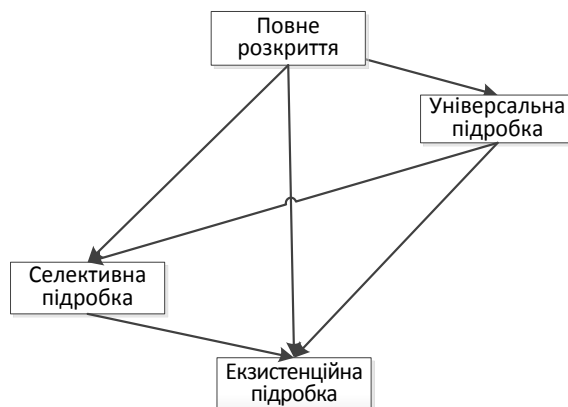 Повне
розкриття
Універсальна
підробка
Селективна
підробка
Екзистенційна
підробка